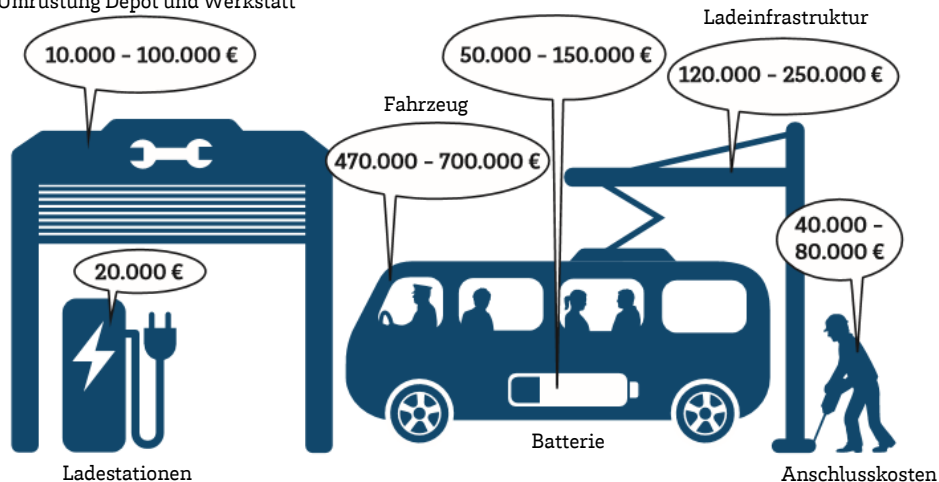 Umrüstung Depot und Werkstatt
10.000 – 100.000 €
50.000 – 150.000 €
Ladeinfrastruktur
120.000 – 250.000 €
Fahrzeug
470.000 – 700.000 €
40.000 –
80.000 €
20.000 €
Batterie
Ladestationen
Anschlusskosten